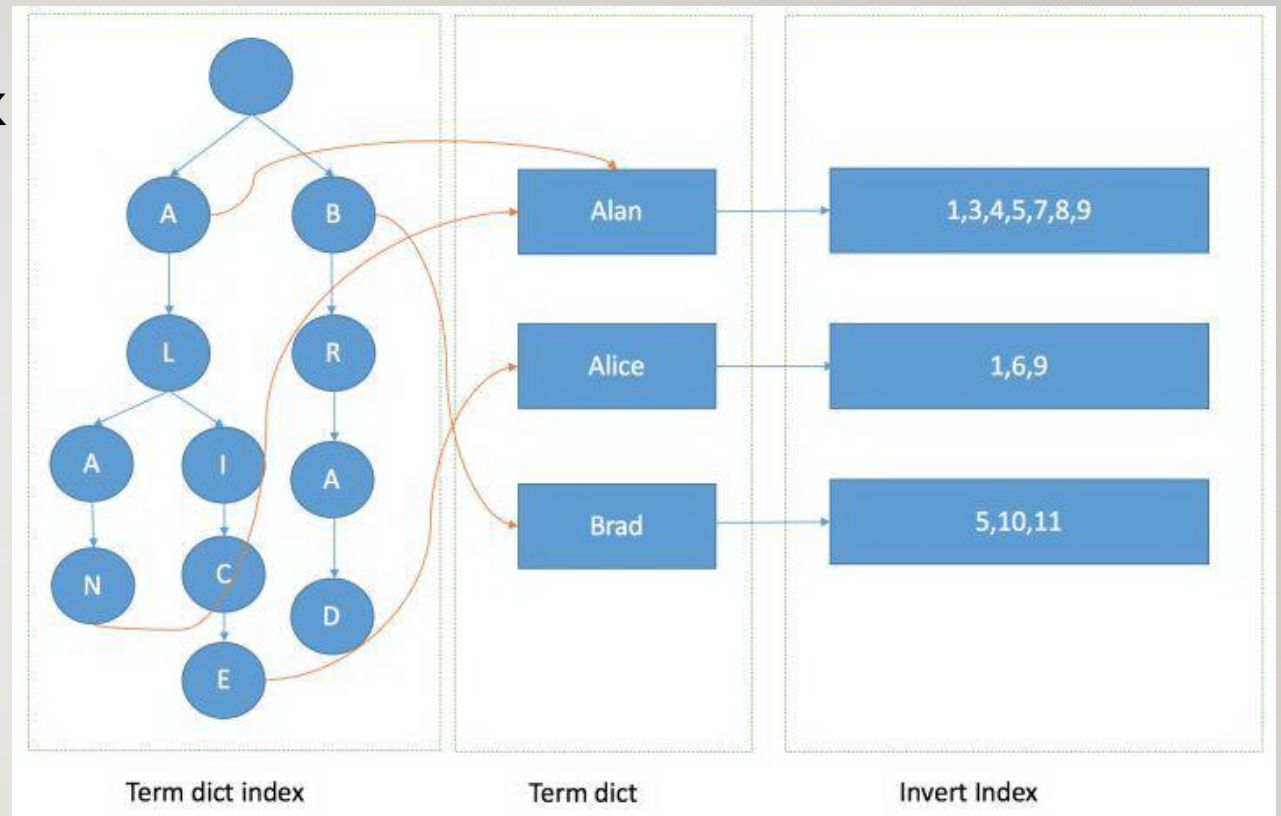 A
B
Alan
1,3,4,5,7,8,9
L
R
Alice
1,6,9
A
I
A
Brad
5,10,11
N
C
D
E
Term dict index
Term dict
Invert Index